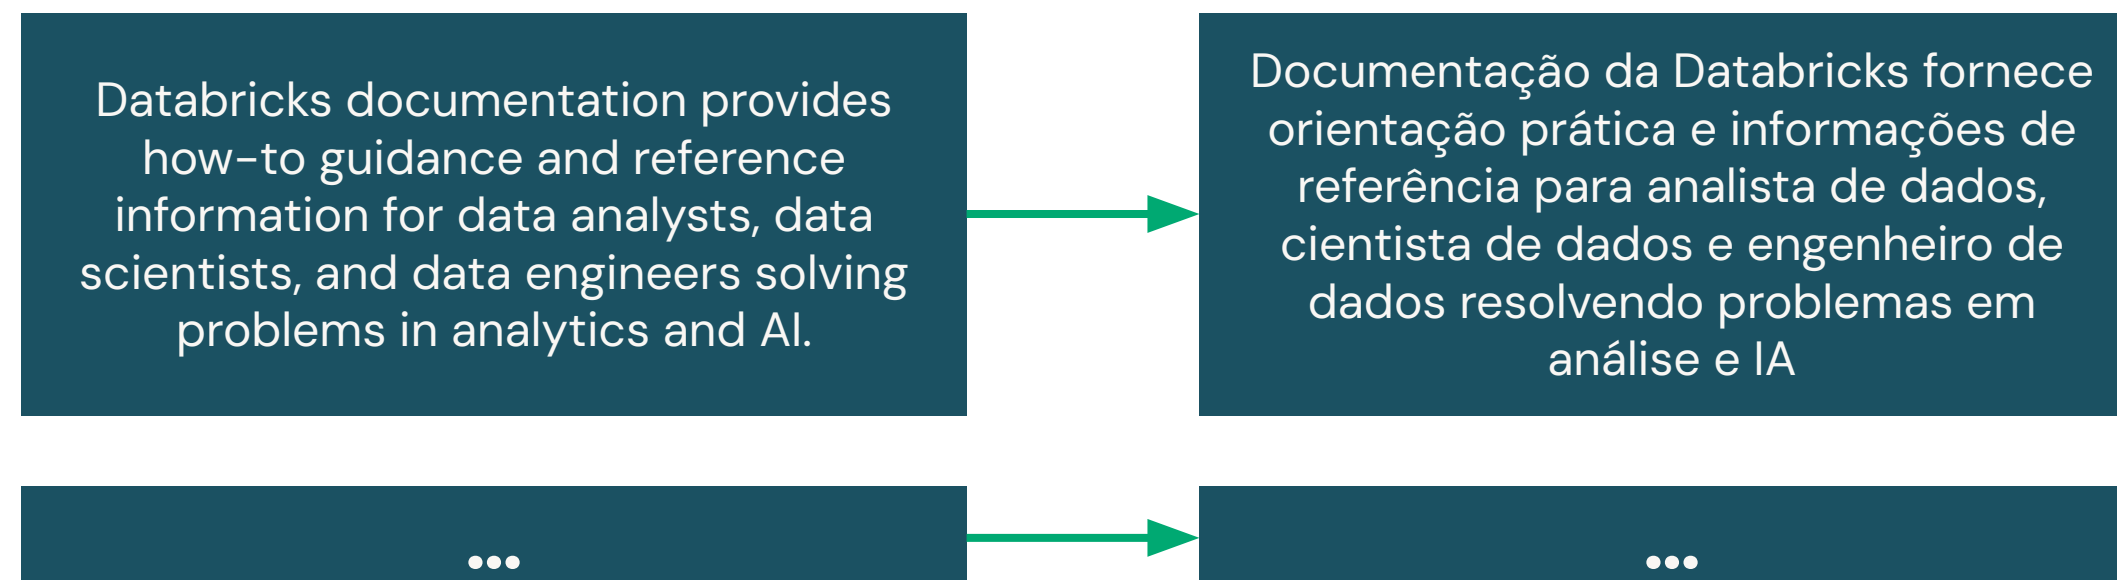 Databricks documentation provides
how-to guidance and reference
information for data analysts, data
scientists, and data engineers solving
problems in analytics and AI.
Documentação da Databricks fornece
orientação prática e informações de
referência para analista de dados,
cientista de dados e engenheiro de
dados resolvendo problemas em
análise e IA
...
...